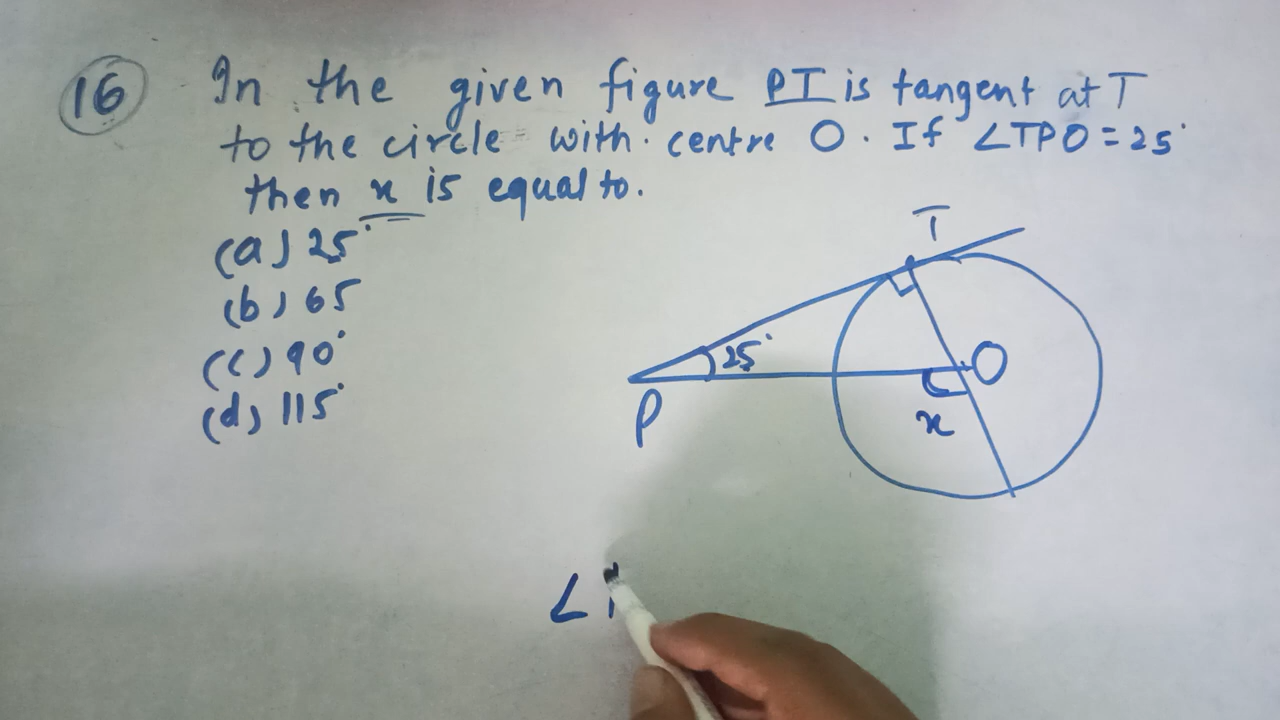 16
In the given figure PT is tangent at T
to the circle with centre O. If ∠TPO = 25°
then x is equal to.
(a) 25°
(b) 65
(c) 90°
(d) 115°
T
25°
O
P
x
∠